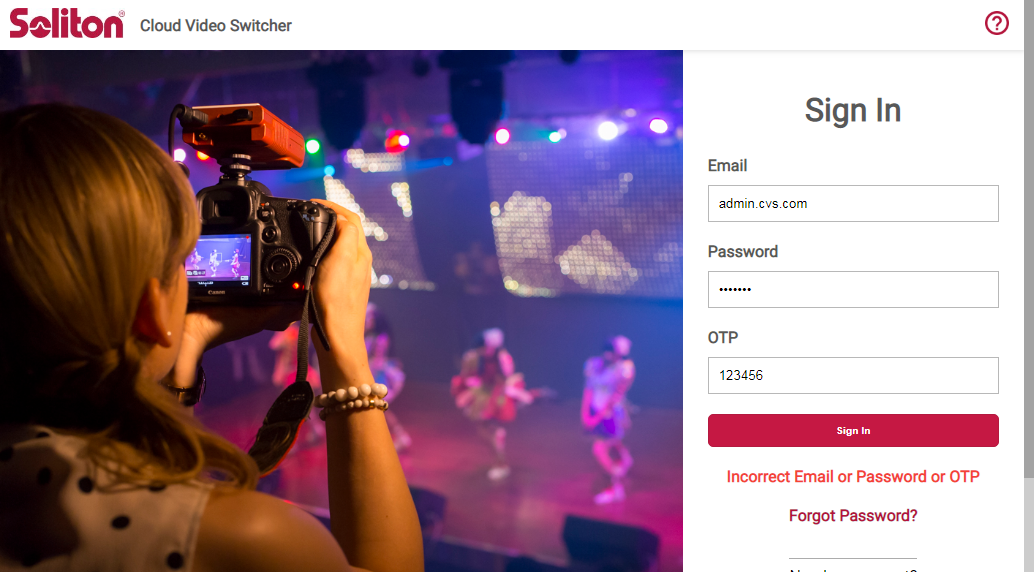 Soliton
Cloud Video Switcher
Sign In
Email
admin.cvs.com
Password
•••••••
OTP
123456
Sign In
Incorrect Email or Password or OTP
Forgot Password?
Canon